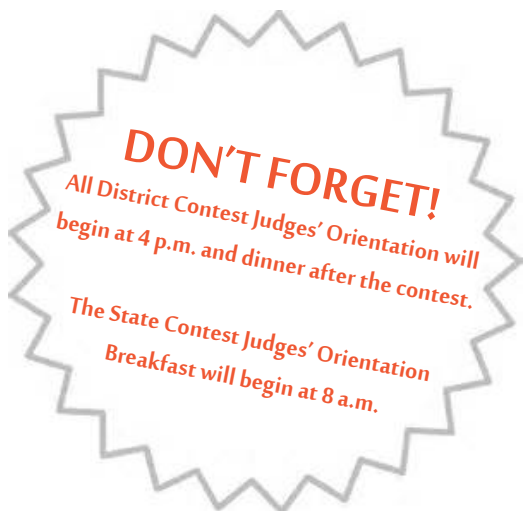 DON’T FORGET!
All District Contest Judges’ Orientation will
begin at 4 p.m. and dinner after the contest.
The State Contest Judges’ Orientation
Breakfast will begin at 8 a.m.